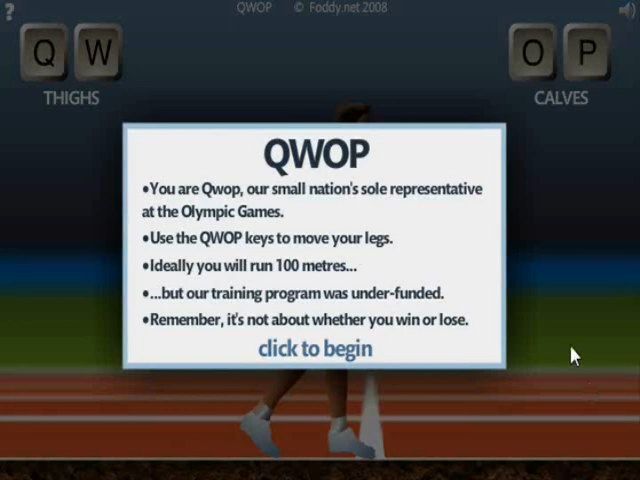 QWOP © Foddy.net 2008
?
Q W O P
THIGHS CALVES
QWOP
•You are Qwop, our small nation's sole representative
at the Olympic Games.
•Use the QWOP keys to move your legs.
•Ideally you will run 100 metres...
•...but our training program was under-funded.
•Remember, it's not about whether you win or lose.
click to begin